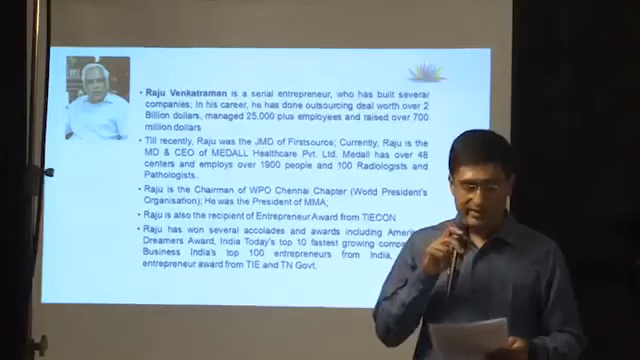 • Raju Venkatraman is a serial entrepreneur, who has built several
companies; In his career, he has done outsourcing deal worth over 2
Billion dollars, managed 25,000 plus employees and raised over 700
million dollars
• Till recently, Raju was the JMD of Firstsource; Currently, Raju is the
MD & CEO of MEDALL Healthcare Pvt. Ltd. Medall has over 48
centers and employs over 1900 people and 100 Radiologists and
Pathologists.
• Raju is the Chairman of WPO Chennai Chapter (World President's
Organisation); He was the President of MMA;
• Raju is also the recipient of Entrepreneur Award from TIECON
• Raju has won several accolades and awards including
Dreamers Award, India Today's top 10 fastest growing
Business India's top 100 entrepreneurs from India,
entrepreneur award from TIE and TN Govt.